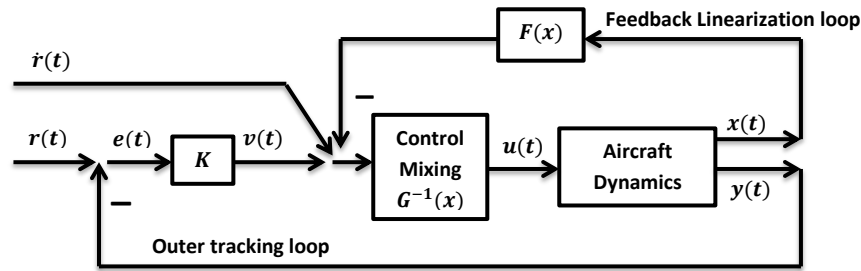 Feedback Linearization loop
F(x)
ṙ(t)
−
r(t)
e(t)
K
v(t)
Control
Mixing
G⁻¹(x)
u(t)
Aircraft
Dynamics
x(t)
y(t)
−
Outer tracking loop